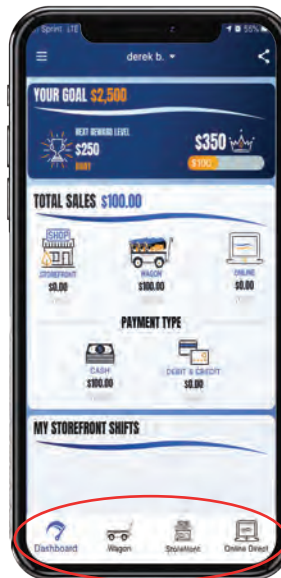 Sprint LTE
55%
derek b.
YOUR GOAL $2,500
NEXT REWARD LEVEL
$250
$350
$100
TOTAL SALES $100.00
SHOP
STOREFRONT
WAGON
ONLINE
$0.00
$100.00
$0.00
PAYMENT TYPE
CASH
DEBIT & CREDIT
$100.00
$0.00
MY STOREFRONT SHIFTS
Dashboard
Wagon
Storefront
Online Direct